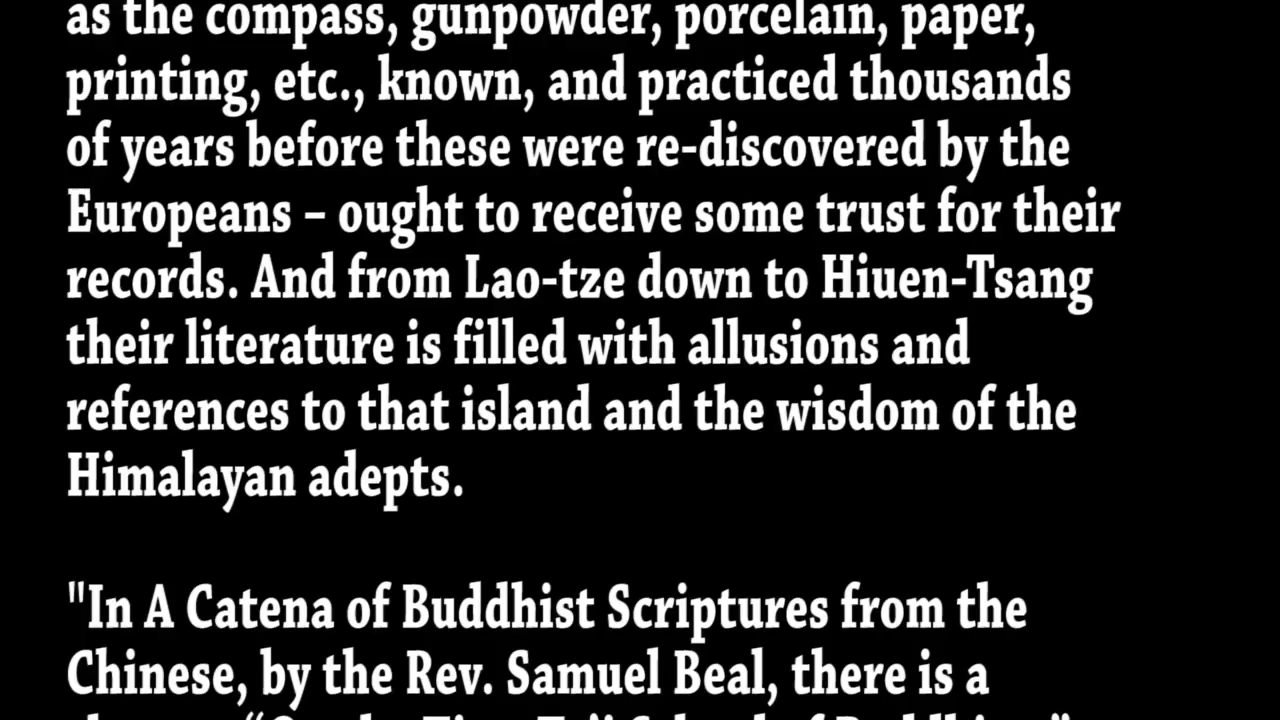 as the compass, gunpowder, porcelain, paper,
printing, etc., known, and practiced thousands
of years before these were re-discovered by the
Europeans – ought to receive some trust for their
records. And from Lao-tze down to Hiuen-Tsang
their literature is filled with allusions and
references to that island and the wisdom of the
Himalayan adepts.
"In A Catena of Buddhist Scriptures from the
Chinese, by the Rev. Samuel Beal, there is a